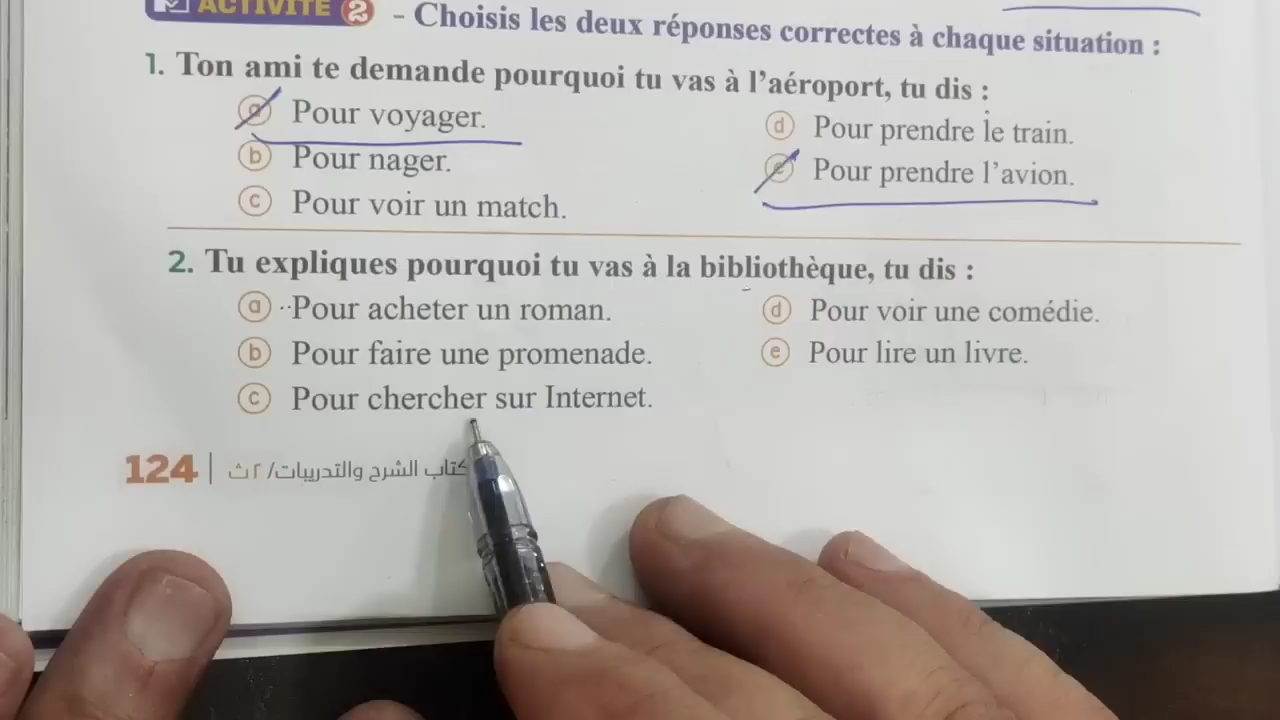 ACTIVITÉ 2 - Choisis les deux réponses correctes à chaque situation :
1. Ton ami te demande pourquoi tu vas à l'aéroport, tu dis :
a Pour voyager.
d Pour prendre le train.
b Pour nager.
e Pour prendre l'avion.
c Pour voir un match.
2. Tu expliques pourquoi tu vas à la bibliothèque, tu dis :
a Pour acheter un roman.
d Pour voir une comédie.
b Pour faire une promenade.
e Pour lire un livre.
c Pour chercher sur Internet.
124 | كتاب الشرح والتدريبات/ ٢ث